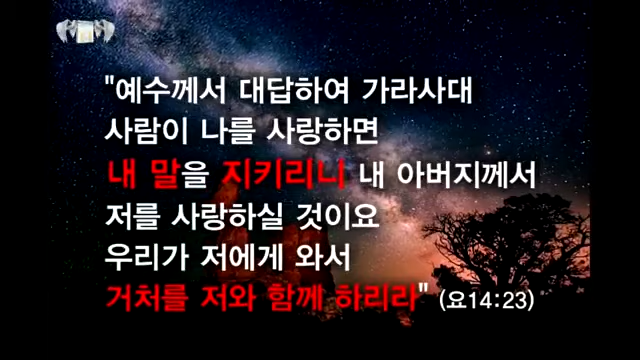 "예수께서 대답하여 가라사대
사람이 나를 사랑하면
내 말을 지키리니 내 아버지께서
저를 사랑하실 것이요
우리가 저에게 와서
거처를 저와 함께 하리라" (요14:23)